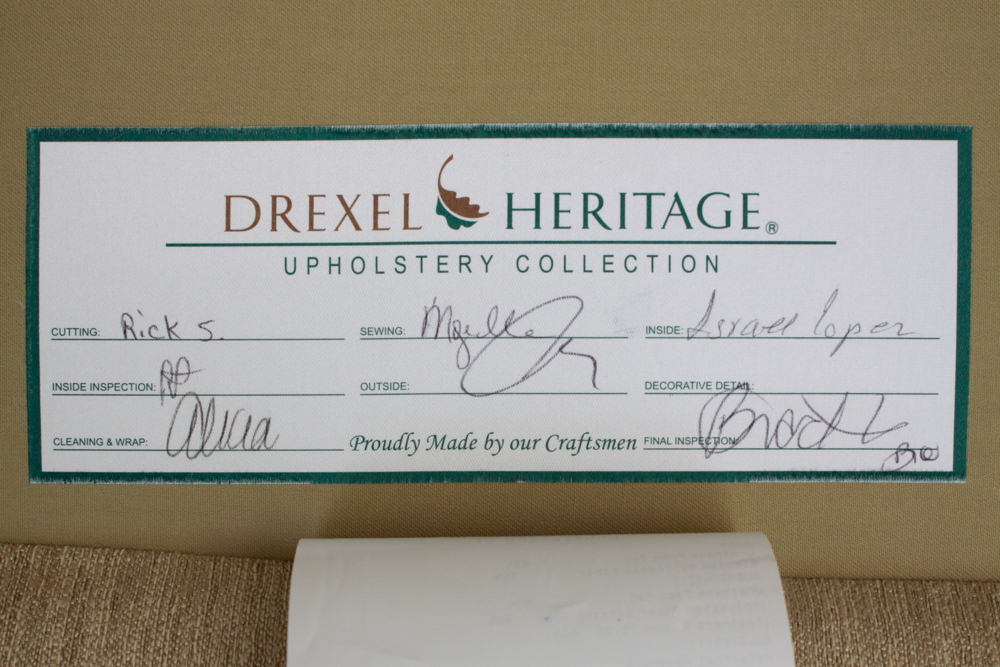 DREXEL HERITAGE®
UPHOLSTERY COLLECTION
CUTTING: Rick S. SEWING: INSIDE: Israel lopez
INSIDE INSPECTION: OUTSIDE: DECORATIVE DETAIL:
CLEANING & WRAP: Alicia Proudly Made by our Craftsmen FINAL INSPECTION: